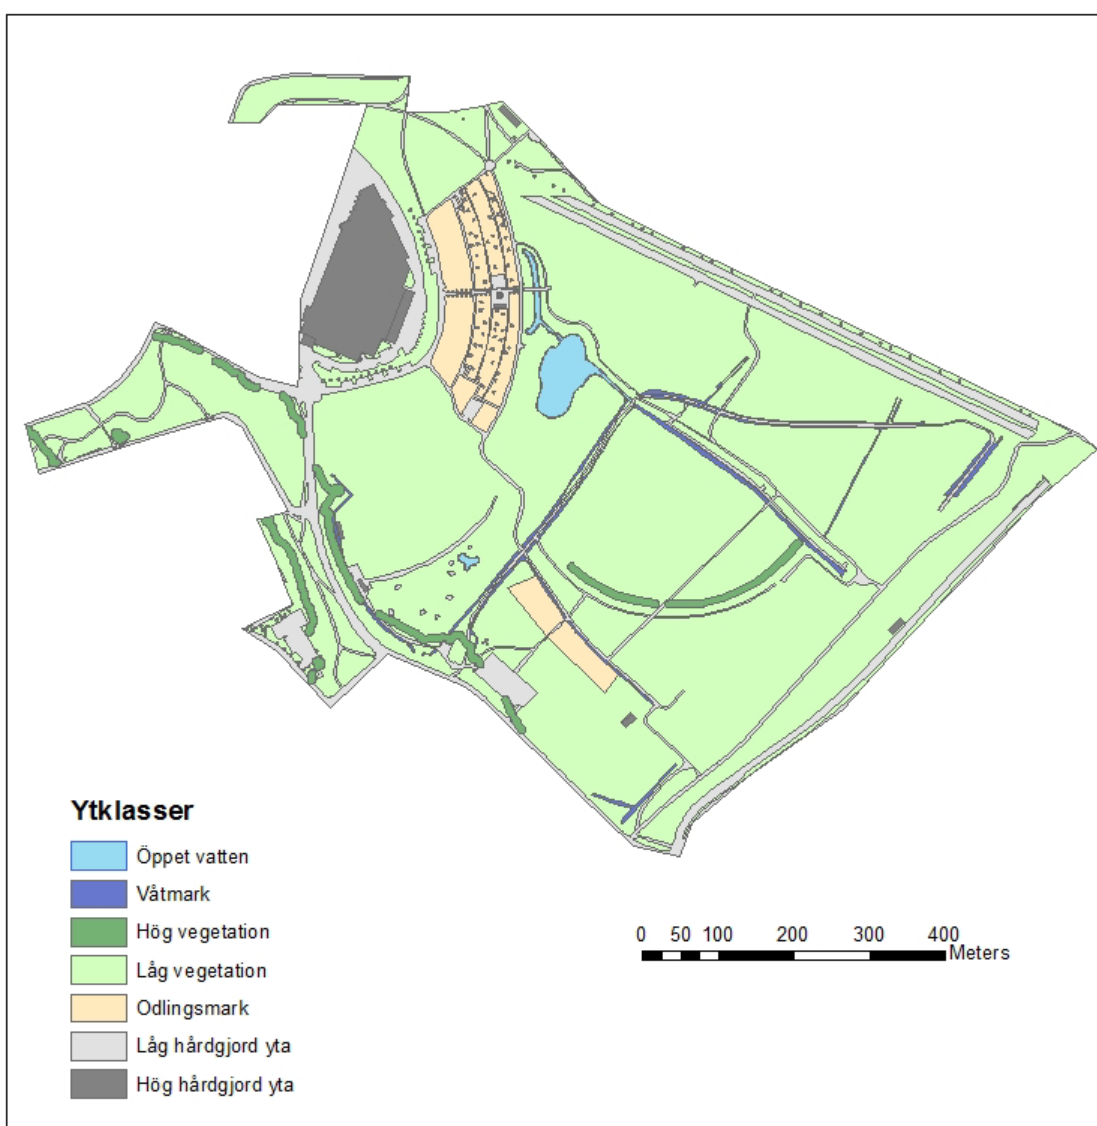 Ytklasser
Öppet vatten
Våtmark
Hög vegetation
Låg vegetation
Odlingsmark
Låg hårdgjord yta
Hög hårdgjord yta
0 50 100 200 300 400
Meters